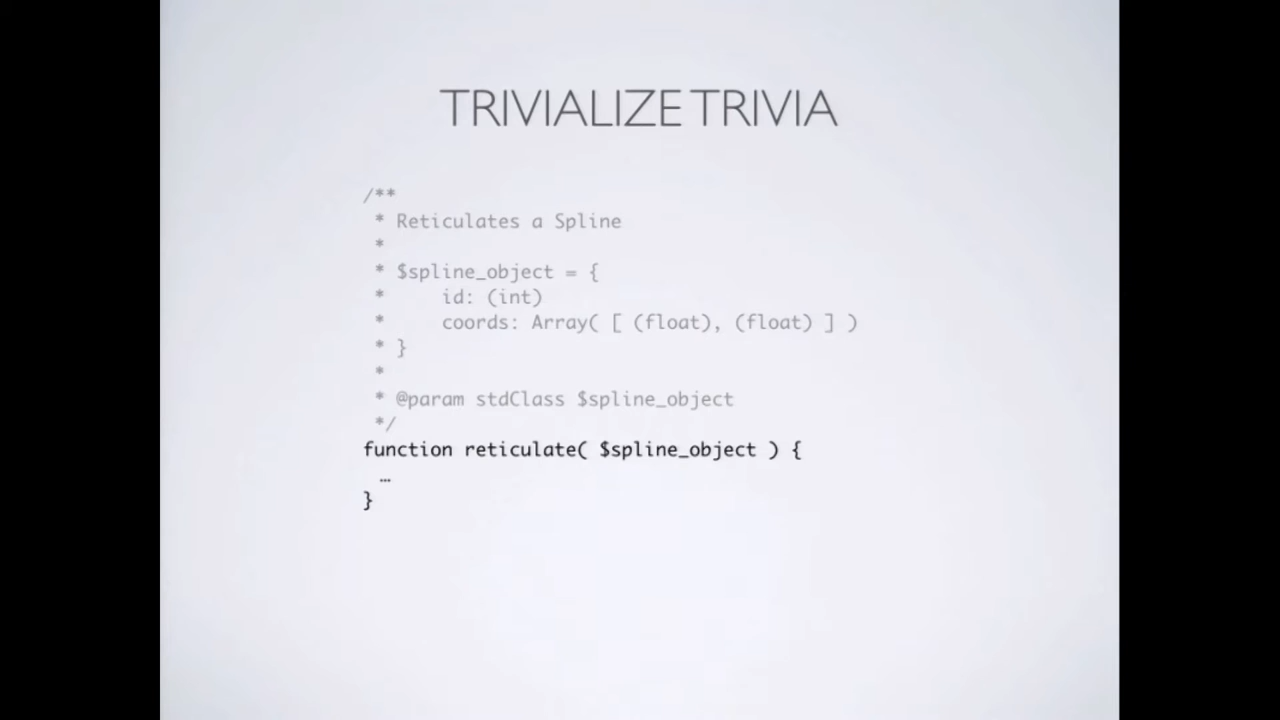 TRIVIALIZE TRIVIA
/**
 * Reticulates a Spline
 *
 * $spline_object = {
 *     id: (int)
 *     coords: Array( [ (float), (float) ] )
 * }
 *
 * @param stdClass $spline_object
 */
function reticulate( $spline_object ) {
  …
}